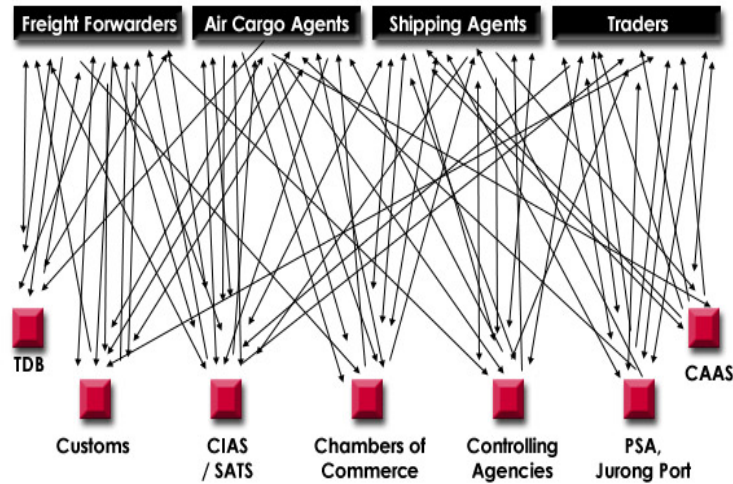 Freight Forwarders
Air Cargo Agents
Shipping Agents
Traders
TDB
CAAS
Customs
CIAS
/ SATS
Chambers of
Commerce
Controlling
Agencies
PSA,
Jurong Port